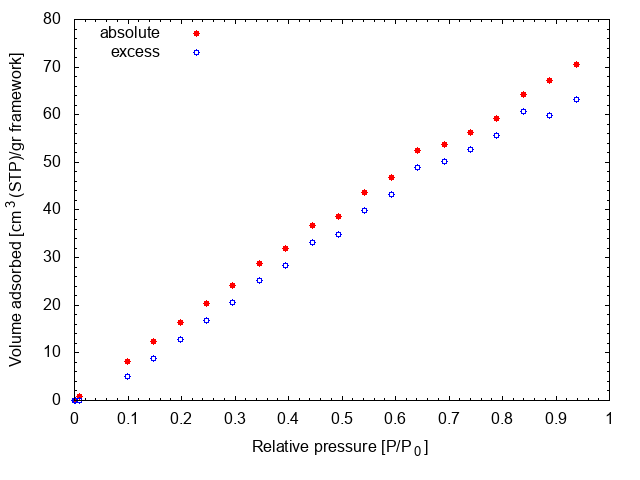 absolute
excess
80
70
60
50
40
30
20
10
0
0 0.1 0.2 0.3 0.4 0.5 0.6 0.7 0.8 0.9 1
Volume adsorbed [cm³ (STP)/gr framework]
Relative pressure [P/P₀]